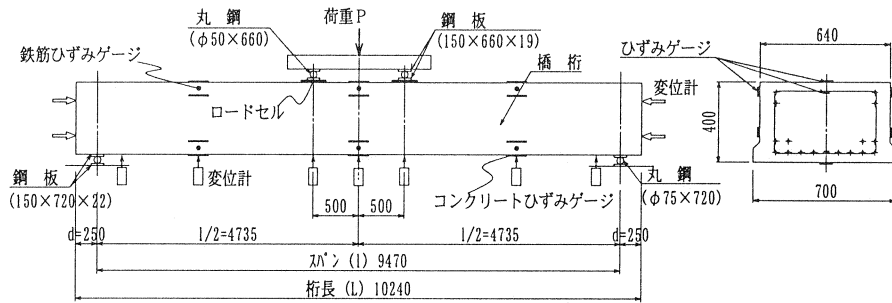 丸 鋼
(φ50×660)
荷重P
鋼 板
(150×660×19)
鉄筋ひずみゲージ
ロードセル
橋 桁
変位計
ひずみゲージ
640
400
700
鋼 板
(150×720×22)
変位計
コンクリートひずみゲージ
丸 鋼
(φ75×720)
500
500
d=250
l/2=4735
l/2=4735
d=250
スパン (l) 9470
桁長 (L) 10240